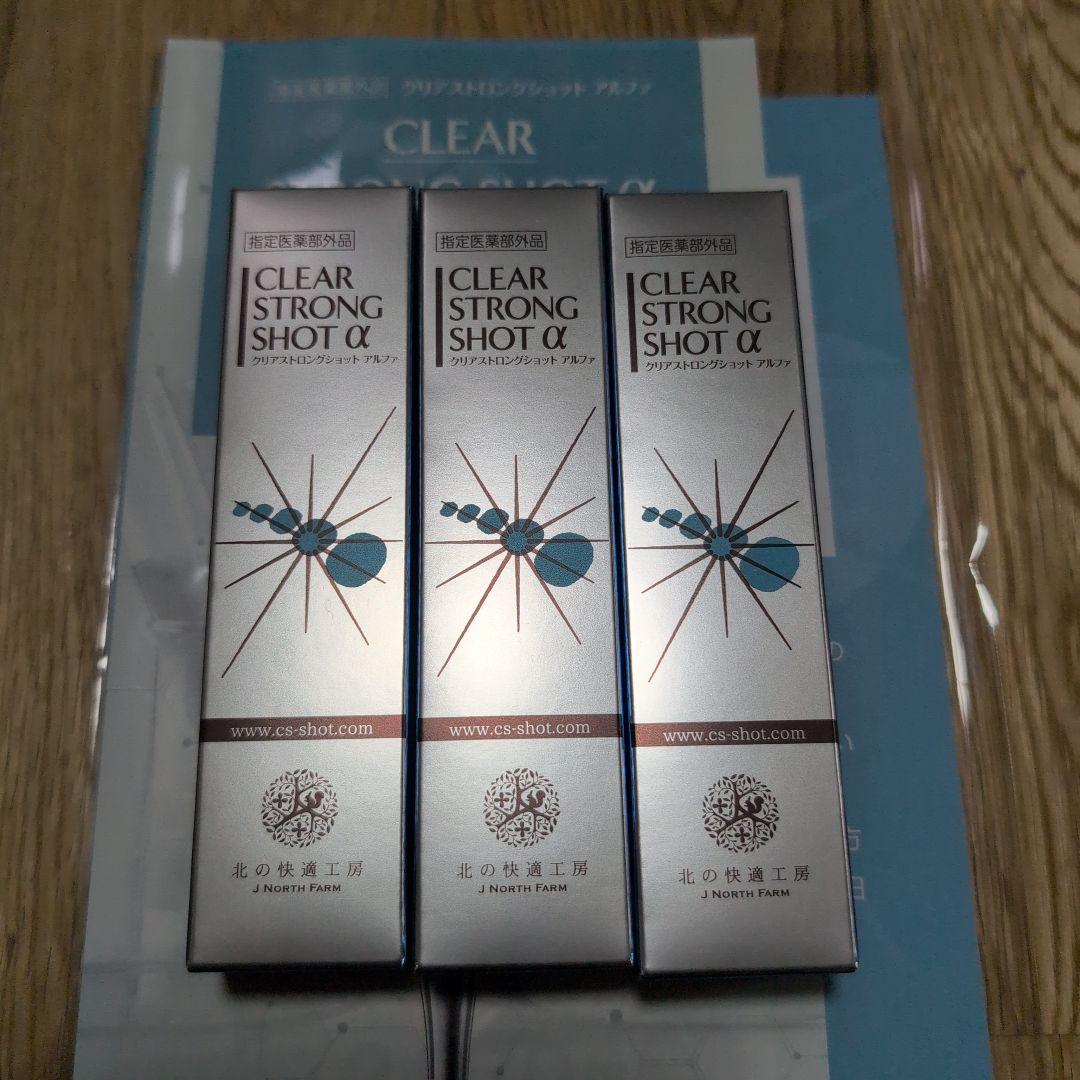 指定医薬部外品 クリアストロングショット アルファ
CLEAR
STRONG SHOT α
指定医薬部外品
CLEAR
STRONG
SHOT α
クリアストロングショット アルファ
www.cs-shot.com
北の快適工房
J NORTH FARM
指定医薬部外品
CLEAR
STRONG
SHOT α
クリアストロングショット アルファ
www.cs-shot.com
北の快適工房
J NORTH FARM
指定医薬部外品
CLEAR
STRONG
SHOT α
クリアストロングショット アルファ
www.cs-shot.com
北の快適工房
J NORTH FARM